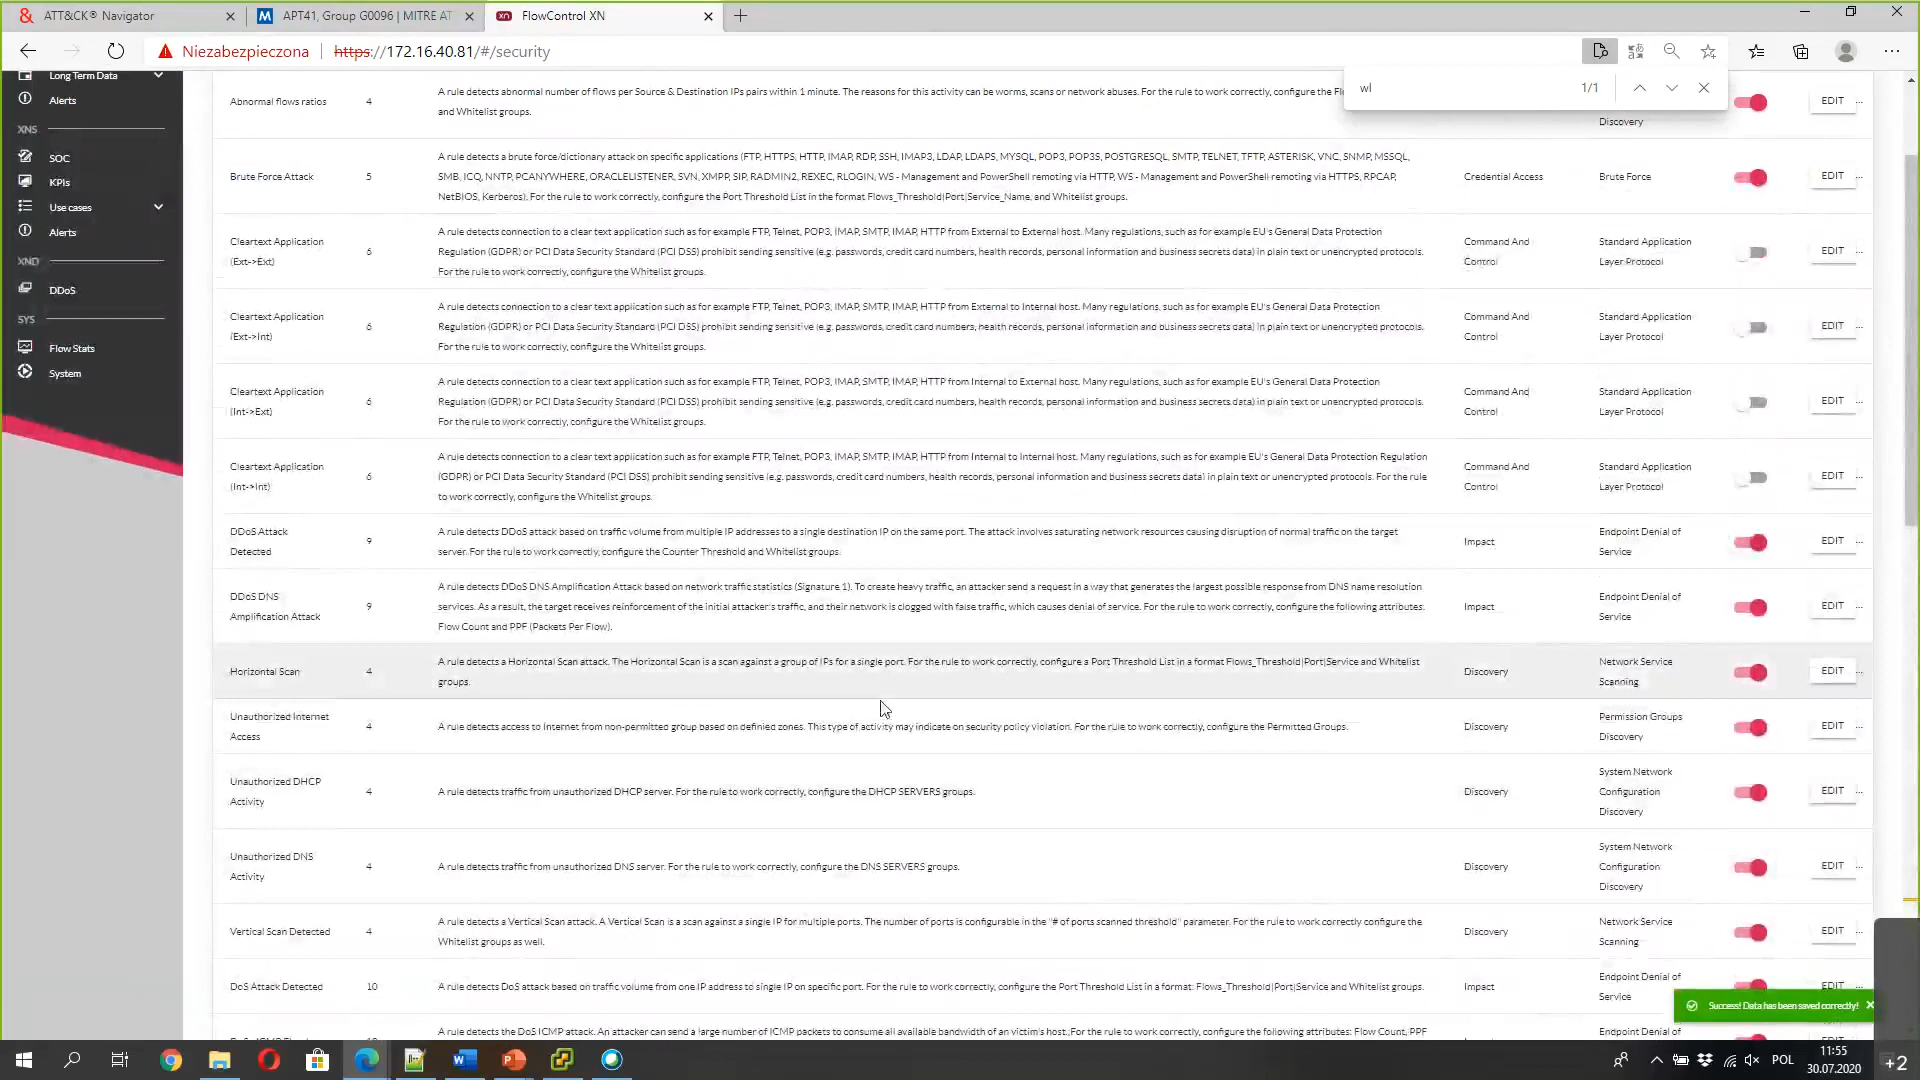 ATT&CK® Navigator
APT41, Group G0096 | MITRE AT
FlowControl XN
Niezabezpieczona
https://172.16.40.81/#/security
wl
1/1
Long Term Data
Alerts
XNS
SOC
KPIs
Use cases
Alerts
XND
DDoS
SYS
Flow Stats
System
Abnormal flows ratios
4
A rule detects abnormal number of flows per Source & Destination IPs pairs within 1 minute. The reasons for this activity can be worms, scans or network abuses. For the rule to work correctly, configure the Fl
and Whitelist groups.
Discovery
EDIT ...
Brute Force Attack
5
A rule detects a brute force/dictionary attack on specific applications (FTP, HTTPS, HTTP, IMAP, RDP, SSH, IMAP3, LDAP, LDAPS, MYSQL, POP3, POP3S, POSTGRESQL, SMTP, TELNET, TFTP, ASTERISK, VNC, SNMP, MSSQL,
SMB, ICQ, NNTP, PCANYWHERE, ORACLELISTENER, SVN, XMPP, SIP, RADMIN2, REXEC, RLOGIN, WS - Management and PowerShell remoting via HTTP, WS - Management and PowerShell remoting via HTTPS, RPCAP,
NetBIOS, Kerberos). For the rule to work correctly, configure the Port Threshold List in the format Flows_Threshold|Port|Service_Name, and Whitelist groups.
Credential Access
Brute Force
EDIT ...
Cleartext Application
(Ext->Ext)
6
A rule detects connection to a clear text application such as for example FTP, Telnet, POP3, IMAP, SMTP, IMAP, HTTP from External to External host. Many regulations, such as for example EU's General Data Protection
Regulation (GDPR) or PCI Data Security Standard (PCI DSS) prohibit sending sensitive (e.g. passwords, credit card numbers, health records, personal information and business secrets data) in plain text or unencrypted protocols.
For the rule to work correctly, configure the Whitelist groups.
Command And
Control
Standard Application
Layer Protocol
EDIT ...
Cleartext Application
(Ext->Int)
6
A rule detects connection to a clear text application such as for example FTP, Telnet, POP3, IMAP, SMTP, IMAP, HTTP from External to Internal host. Many regulations, such as for example EU's General Data Protection
Regulation (GDPR) or PCI Data Security Standard (PCI DSS) prohibit sending sensitive (e.g. passwords, credit card numbers, health records, personal information and business secrets data) in plain text or unencrypted protocols.
For the rule to work correctly, configure the Whitelist groups.
Command And
Control
Standard Application
Layer Protocol
EDIT ...
Cleartext Application
(Int->Ext)
6
A rule detects connection to a clear text application such as for example FTP, Telnet, POP3, IMAP, SMTP, IMAP, HTTP from Internal to External host. Many regulations, such as for example EU's General Data Protection
Regulation (GDPR) or PCI Data Security Standard (PCI DSS) prohibit sending sensitive (e.g. passwords, credit card numbers, health records, personal information and business secrets data) in plain text or unencrypted protocols.
For the rule to work correctly, configure the Whitelist groups.
Command And
Control
Standard Application
Layer Protocol
EDIT ...
Cleartext Application
(Int->Int)
6
A rule detects connection to a clear text application such as for example FTP, Telnet, POP3, IMAP, SMTP, IMAP, HTTP from Internal to Internal host. Many regulations, such as for example EU's General Data Protection Regulation
(GDPR) or PCI Data Security Standard (PCI DSS) prohibit sending sensitive (e.g. passwords, credit card numbers, health records, personal information and business secrets data) in plain text or unencrypted protocols. For the rule
to work correctly, configure the Whitelist groups.
Command And
Control
Standard Application
Layer Protocol
EDIT ...
DDoS Attack
Detected
9
A rule detects DDoS attack based on traffic volume from multiple IP addresses to a single destination IP on the same port. The attack involves saturating network resources causing disruption of normal traffic on the target
server. For the rule to work correctly, configure the Counter Threshold and Whitelist groups.
Impact
Endpoint Denial of
Service
EDIT ...
DDoS DNS
Amplification Attack
9
A rule detects DDoS DNS Amplification Attack based on network traffic statistics (Signature 1). To create heavy traffic, an attacker send a request in a way that generates the largest possible response from DNS name resolution
services. As a result, the target receives reinforcement of the initial attacker's traffic, and their network is clogged with false traffic, which causes denial of service. For the rule to work correctly, configure the following attributes:
Flow Count and PPF (Packets Per Flow).
Impact
Endpoint Denial of
Service
EDIT ...
Horizontal Scan
4
A rule detects a Horizontal Scan attack. The Horizontal Scan is a scan against a group of IPs for a single port. For the rule to work correctly, configure a Port Threshold List in a format Flows_Threshold|Port|Service and Whitelist
groups.
Discovery
Network Service
Scanning
EDIT ...
Unauthorized Internet
Access
4
A rule detects access to Internet from non-permitted group based on definied zones. This type of activity may indicate on security policy violation. For the rule to work correctly, configure the Permitted Groups.
Discovery
Permission Groups
Discovery
EDIT ...
Unauthorized DHCP
Activity
4
A rule detects traffic from unauthorized DHCP server. For the rule to work correctly, configure the DHCP SERVERS groups.
Discovery
System Network
Configuration
Discovery
EDIT ...
Unauthorized DNS
Activity
4
A rule detects traffic from unauthorized DNS server. For the rule to work correctly, configure the DNS SERVERS groups.
Discovery
System Network
Configuration
Discovery
EDIT ...
Vertical Scan Detected
4
A rule detects a Vertical Scan attack. A Vertical Scan is a scan against a single IP for multiple ports. The number of ports is configurable in the "# of ports scanned threshold" parameter. For the rule to work correctly configure the
Whitelist groups as well.
Discovery
Network Service
Scanning
EDIT ...
DoS Attack Detected
10
A rule detects DoS attack based on traffic volume from one IP address to single IP on specific port. For the rule to work correctly, configure the Port Threshold List in a format: Flows_Threshold|Port|Service and Whitelist groups.
Impact
Endpoint Denial of
Service
EDIT ...
A rule detects the DoS ICMP attack. An attacker can send a large number of ICMP packets to consume all available bandwidth of an victim's host. For the rule to work correctly, configure the following attributes: Flow Count, PPF
Endpoint Denial of
Success! Data has been saved correctly!
POL
11:55
30.07.2020
+2